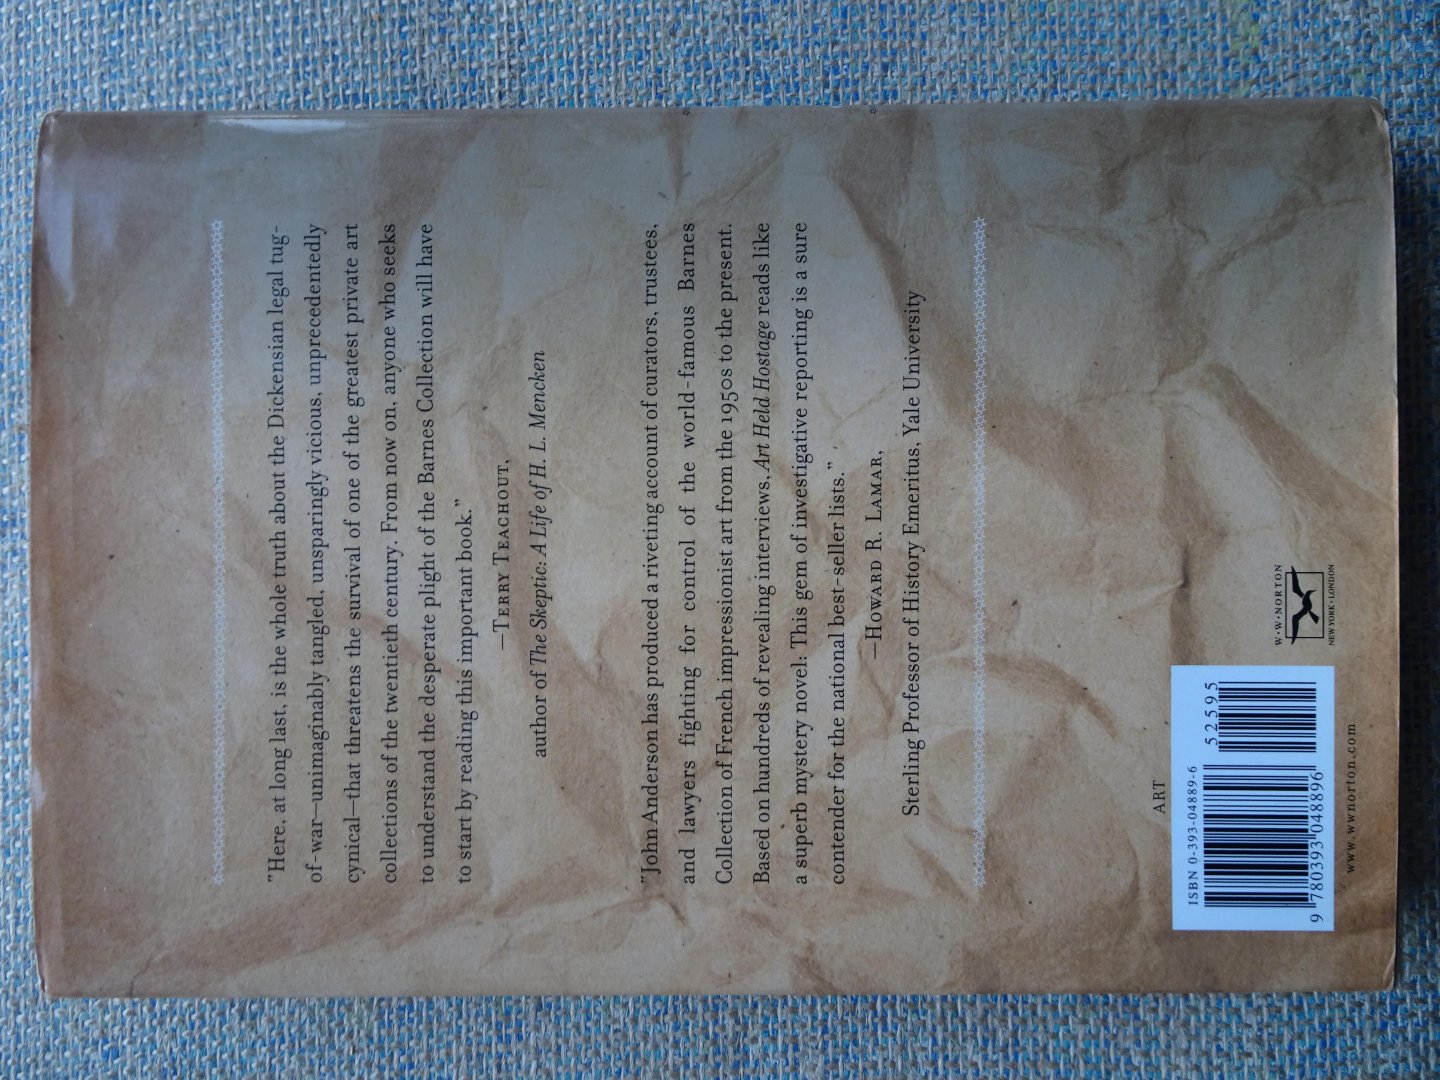 "Here, at long last, is the whole truth about the Dickensian legal tug-
of-war—unimaginably tangled, unsparingly vicious, unprecedentedly
cynical—that threatens the survival of one of the greatest private art
collections of the twentieth century. From now on, anyone who seeks
to understand the desperate plight of the Barnes Collection will have
to start by reading this important book."
—TERRY TEACHOUT,
author of The Skeptic: A Life of H. L. Mencken
"John Anderson has produced a riveting account of curators, trustees,
and lawyers fighting for control of the world-famous Barnes
Collection of French impressionist art from the 1950s to the present.
Based on hundreds of revealing interviews, Art Held Hostage reads like
a superb mystery novel: This gem of investigative reporting is a sure
contender for the national best-seller lists."
—HOWARD R. LAMAR,
Sterling Professor of History Emeritus, Yale University
ART
ISBN 0-393-04889-6
52595
9 780393 048896
W·W·NORTON
NEW YORK·LONDON
www.wwnorton.com